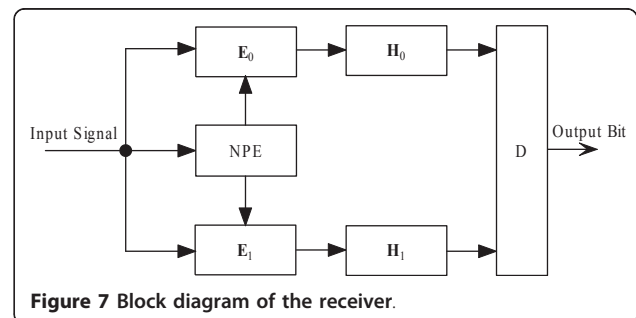 E₀
H₀
Input Signal
NPE
D
Output Bit
E₁
H₁
Figure 7 Block diagram of the receiver.